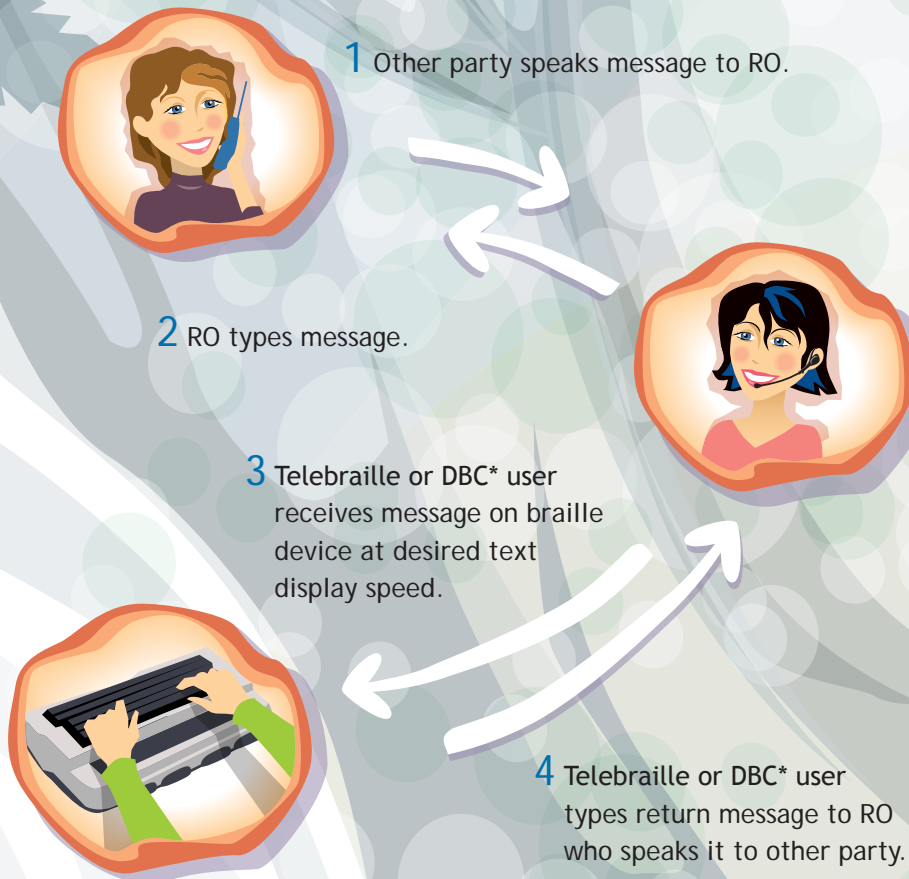 1 Other party speaks message to RO.
2 RO types message.
3 Telebraille or DBC* user
receives message on braille
device at desired text
display speed.
4 Telebraille or DBC* user
types return message to RO
who speaks it to other party.